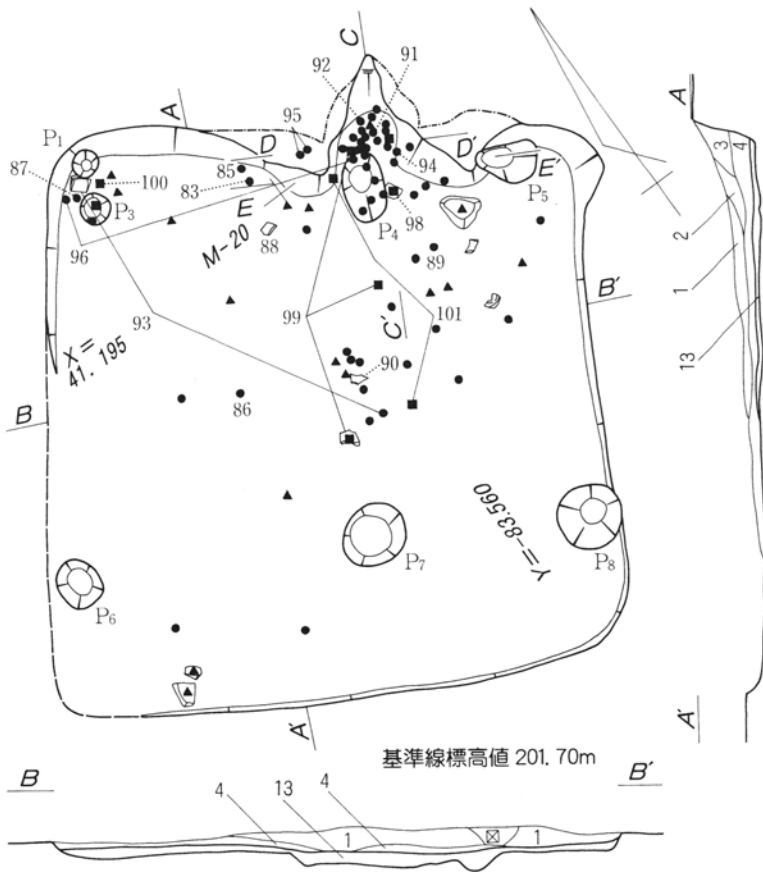 C
92
91
A
95
D
D'
94
P1
85
87
100
83
E
E'
P5
P3
98
P4
96
M-20
88
89
B'
93
99
C'
101
X=
41.195
90
86
B
Y=-83.560
P7
P8
P6
A'
A
3
4
2
1
13
A'
基準線標高値 201.70m
B
4
13
4
B'
1
1